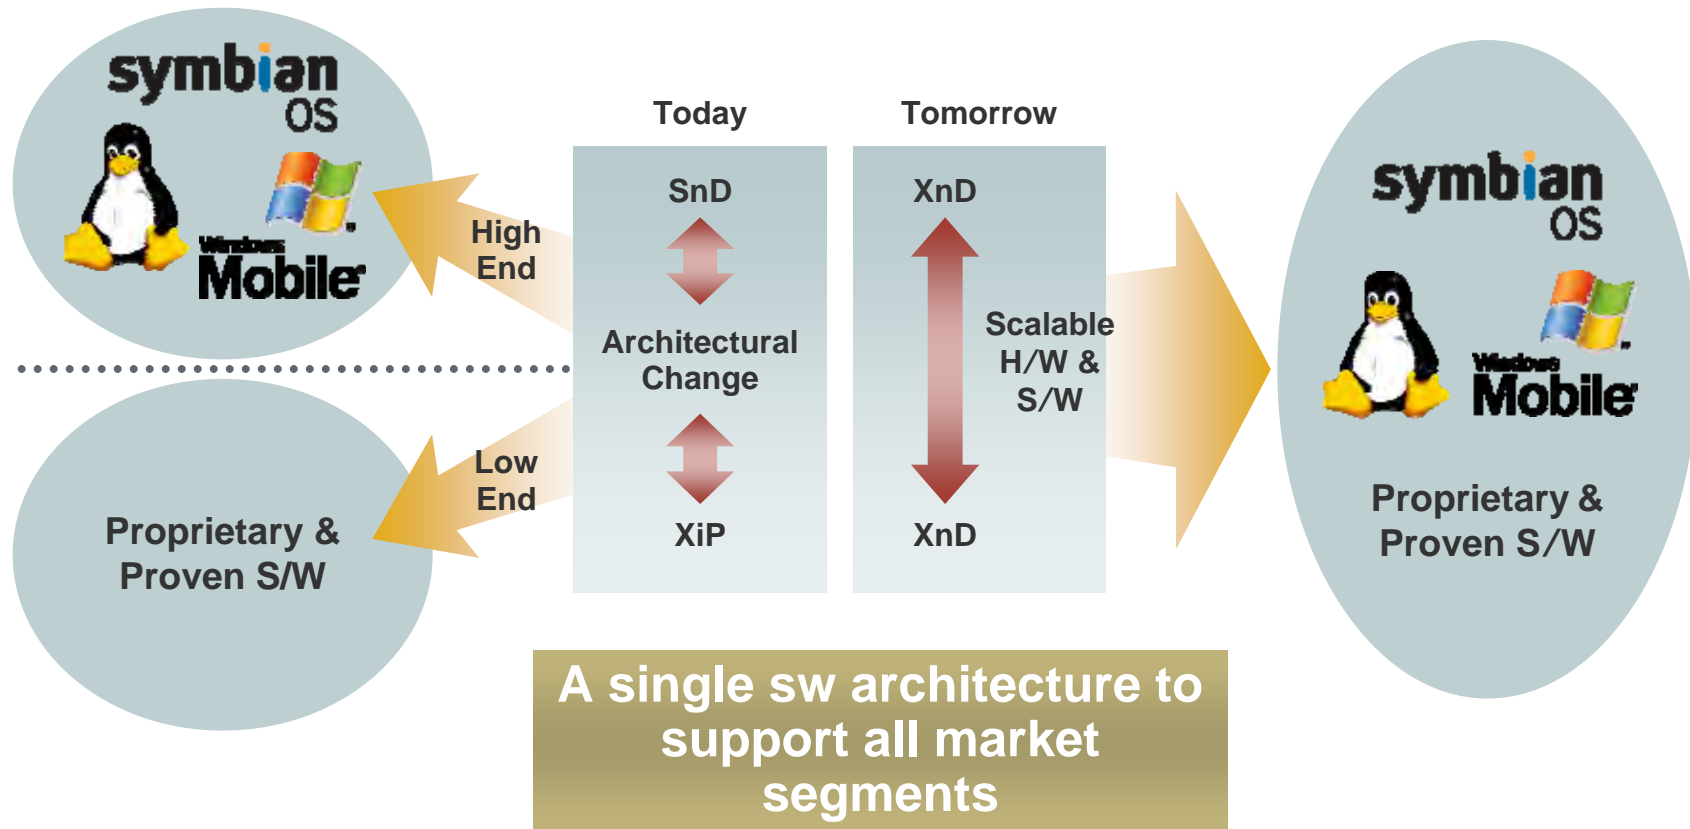 symbian
OS
Windows
Mobile
High
End
Low
End
Proprietary &
Proven S/W
Today
SnD
Architectural
Change
XiP
Tomorrow
XnD
Scalable
H/W &
S/W
XnD
symbian
OS
Windows
Mobile
Proprietary &
Proven S/W
A single sw architecture to
support all market
segments